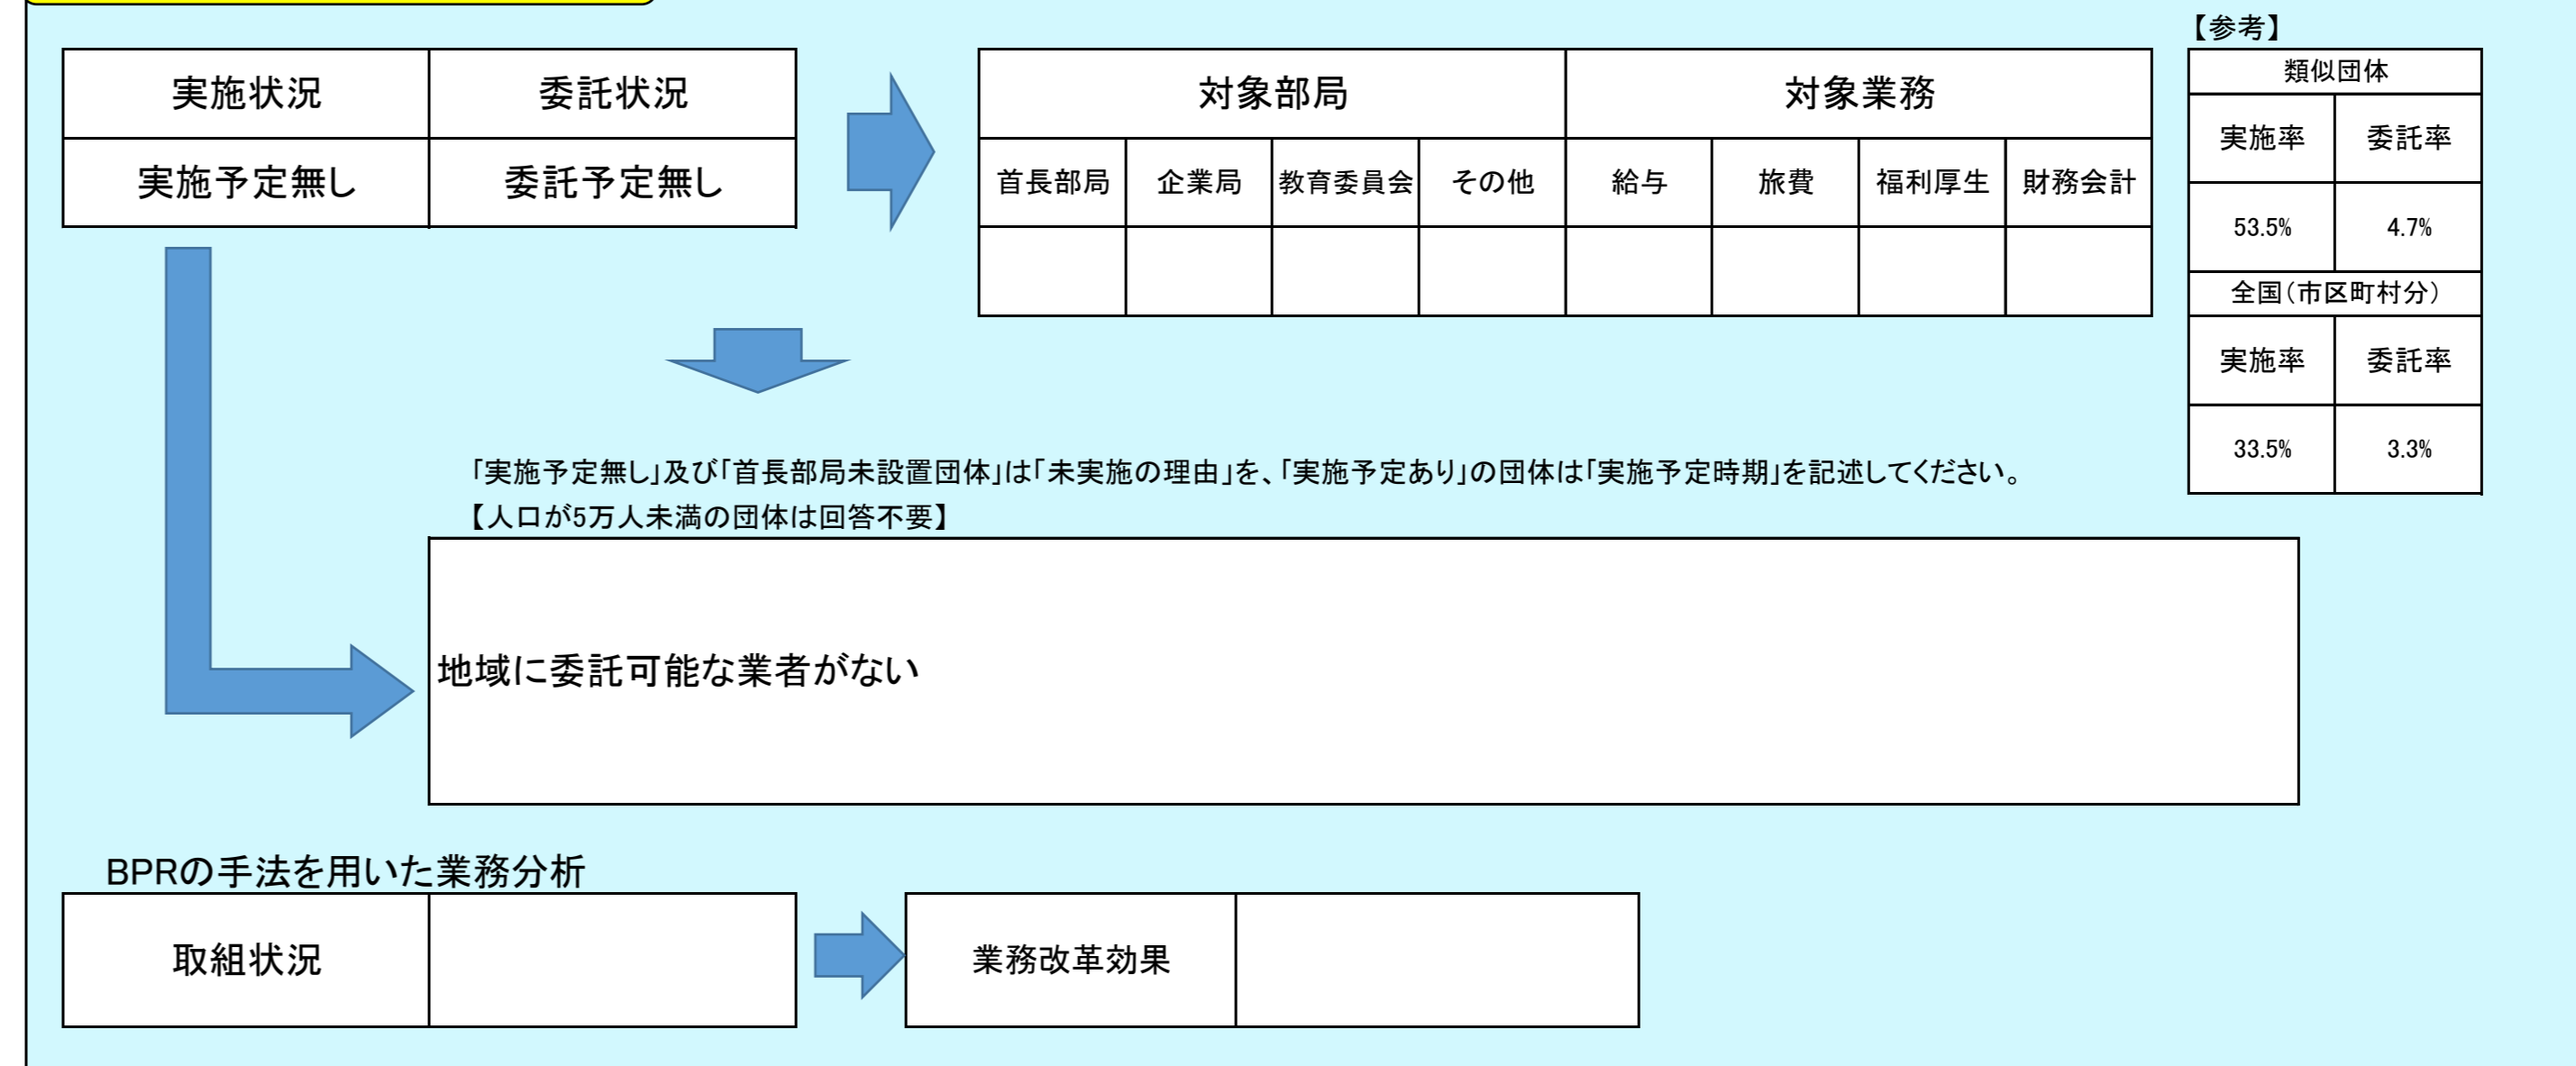 【参考】
実施状況 委託状況
実施予定無し 委託予定無し
対象部局 対象業務
首長部局 企業局 教育委員会 その他 給与 旅費 福利厚生 財務会計
類似団体
実施率 委託率
53.5% 4.7%
全国(市区町村分)
実施率 委託率
33.5% 3.3%
「実施予定無し」及び「首長部局未設置団体」は「未実施の理由」を、「実施予定あり」の団体は「実施予定時期」を記述してください。
【人口が5万人未満の団体は回答不要】
地域に委託可能な業者がない
BPRの手法を用いた業務分析
取組状況
業務改革効果